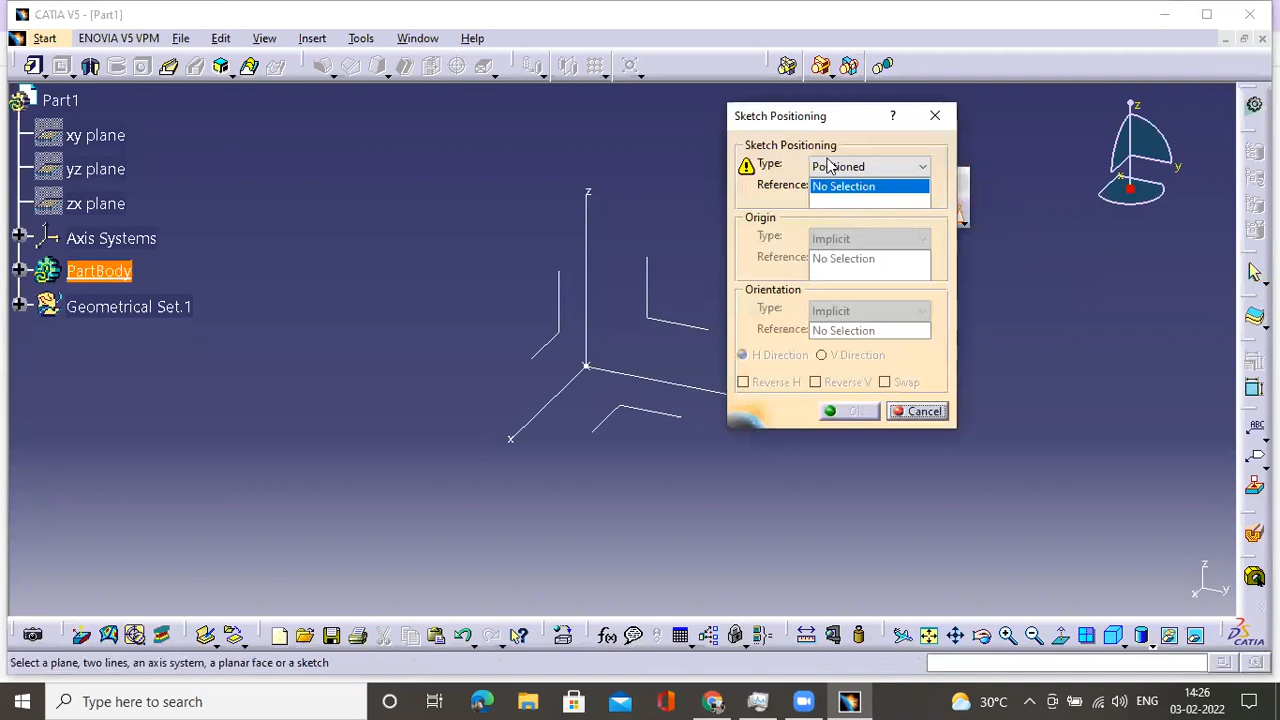 CATIA V5 - [Part1]
Start ENOVIA V5 VPM File Edit View Insert Tools Window Help
Part1
xy plane
yz plane
zx plane
Axis Systems
PartBody
Geometrical Set.1
z
x
Sketch Positioning ?
Sketch Positioning
Type: Positioned
Reference: No Selection
Origin
Type: Implicit
Reference: No Selection
Orientation
Type: Implicit
Reference: No Selection
H Direction V Direction
Reverse H Reverse V Swap
OK Cancel
z
y
x
ABC
z
x y
f(x)
CATIA
Select a plane, two lines, an axis system, a planar face or a sketch
Type here to search
30°C
ENG
14:26
03-02-2022